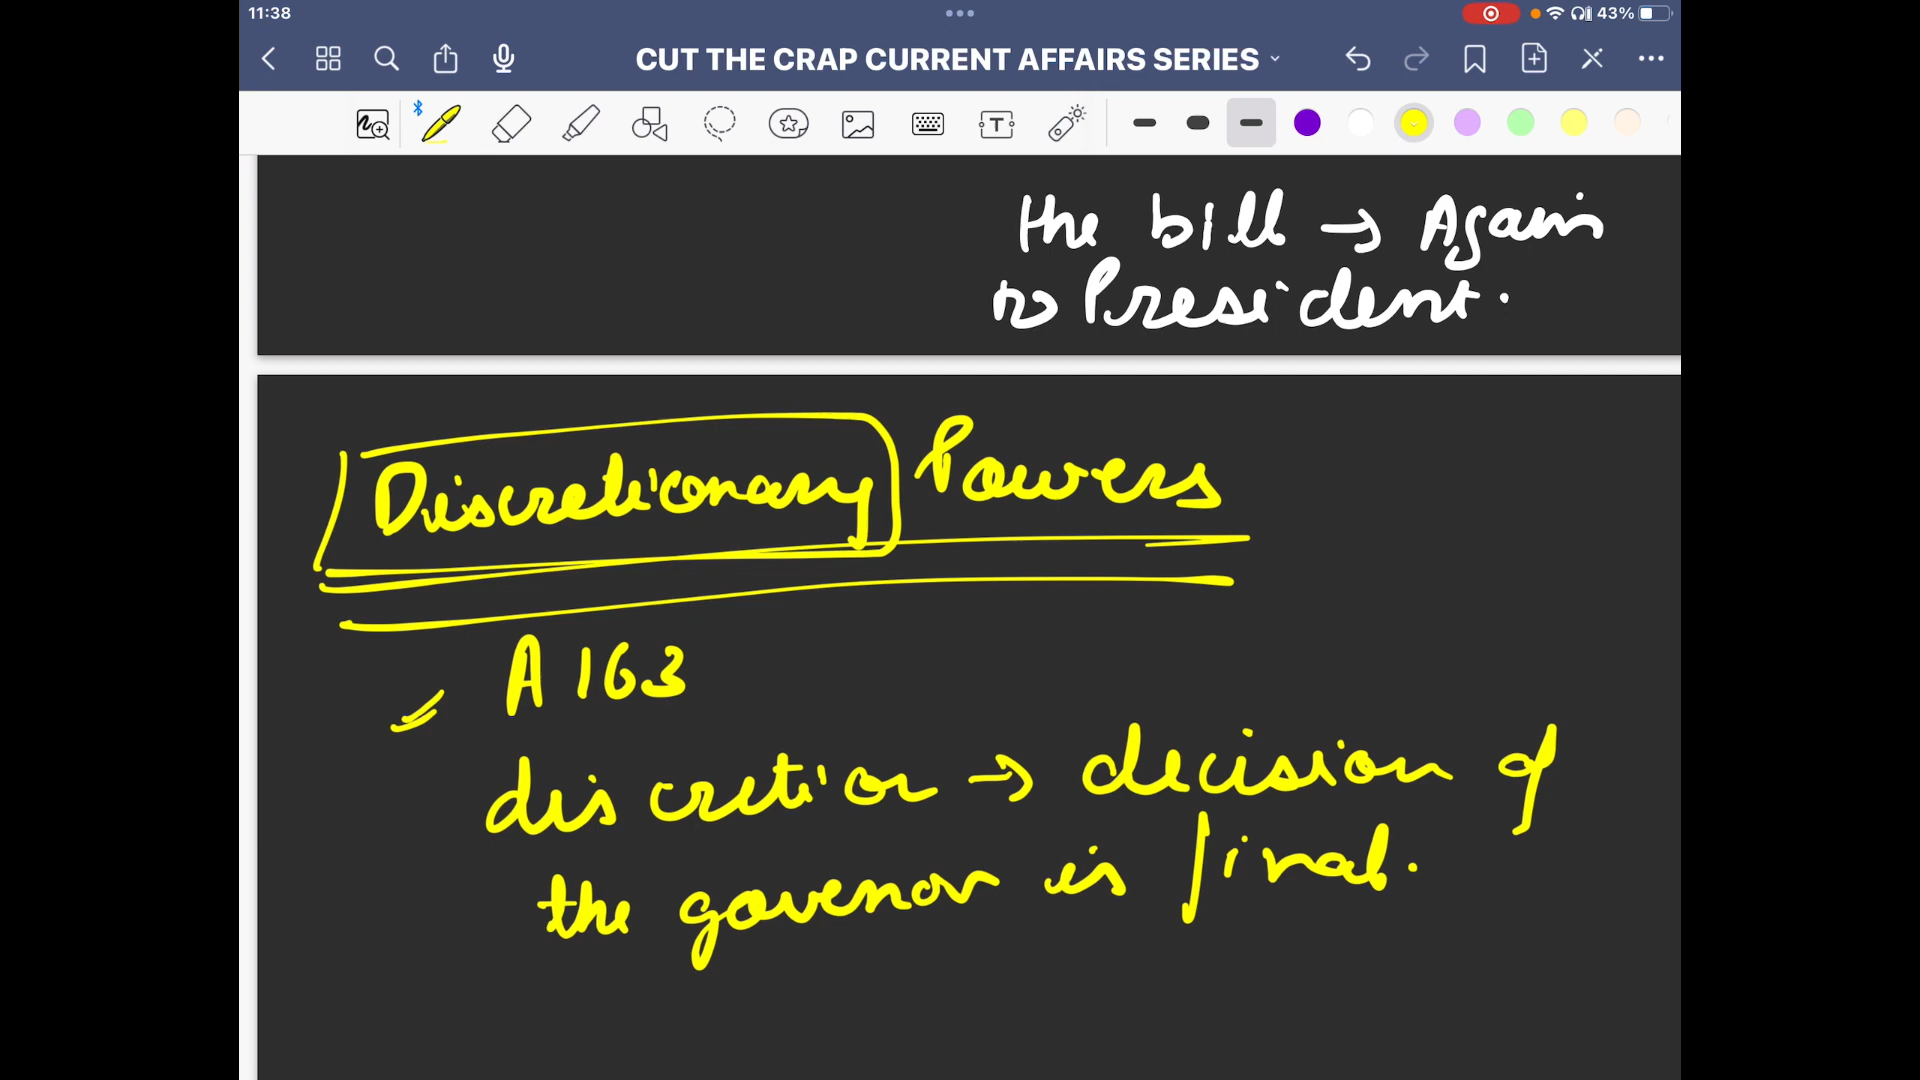 11:38
43%
CUT THE CRAP CURRENT AFFAIRS SERIES
the bill → Again
to President.
Discretionary Powers
A 163
discretion → decision of
the govenor is final.